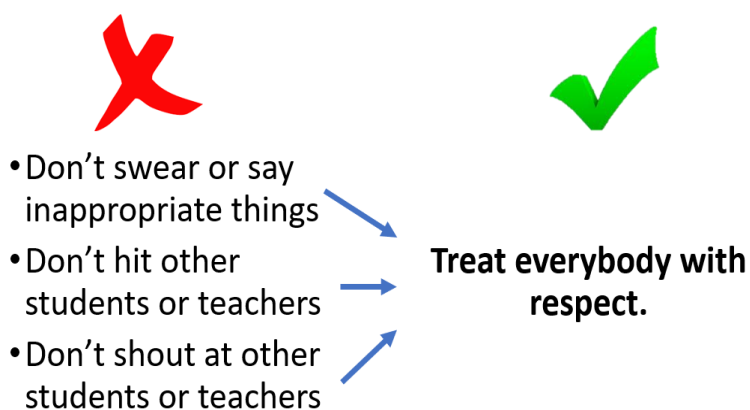 •Don’t swear or say
inappropriate things
•Don’t hit other
students or teachers
•Don’t shout at other
students or teachers
Treat everybody with
respect.